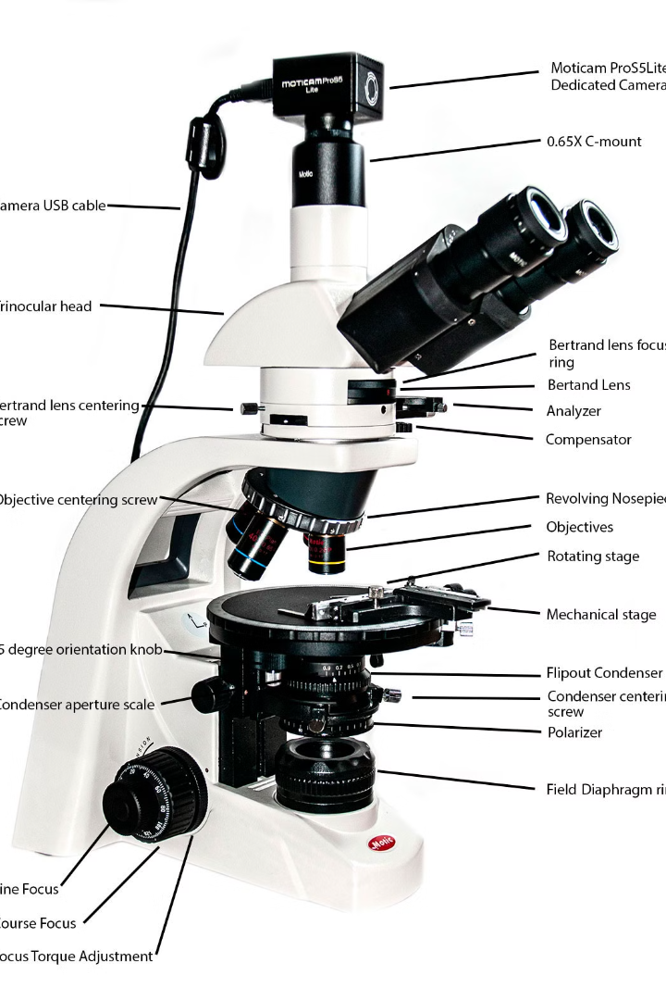 MOTICAM ProS5
Lite
Moticam ProS5Lite
Dedicated Camera
0.65X C-mount
Motic
amera USB cable
rinocular head
Bertrand lens focus
ring
Bertand Lens
Analyzer
Compensator
ertrand lens centering
crew
Objective centering screw
Revolving Nosepiec
Objectives
Rotating stage
Mechanical stage
5 degree orientation knob
Flipout Condenser
Condenser centerin
screw
Condenser aperture scale
Polarizer
Field Diaphragm rin
Motic
ine Focus
Course Focus
ocus Torque Adjustment